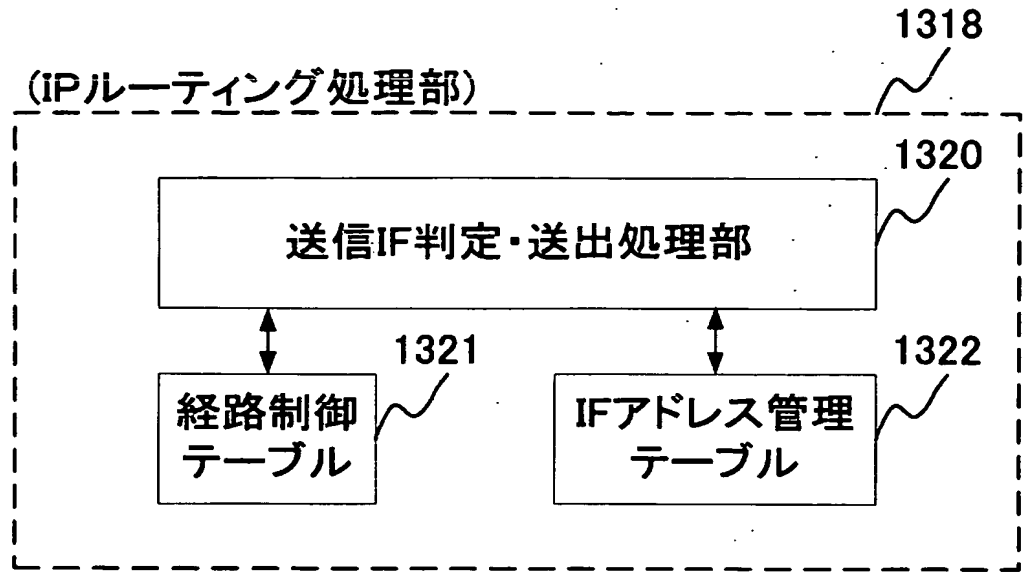 1318
(IPルーティング処理部)
1320
送信IF判定・送出処理部
1321
1322
経路制御
テーブル
IFアドレス管理
テーブル